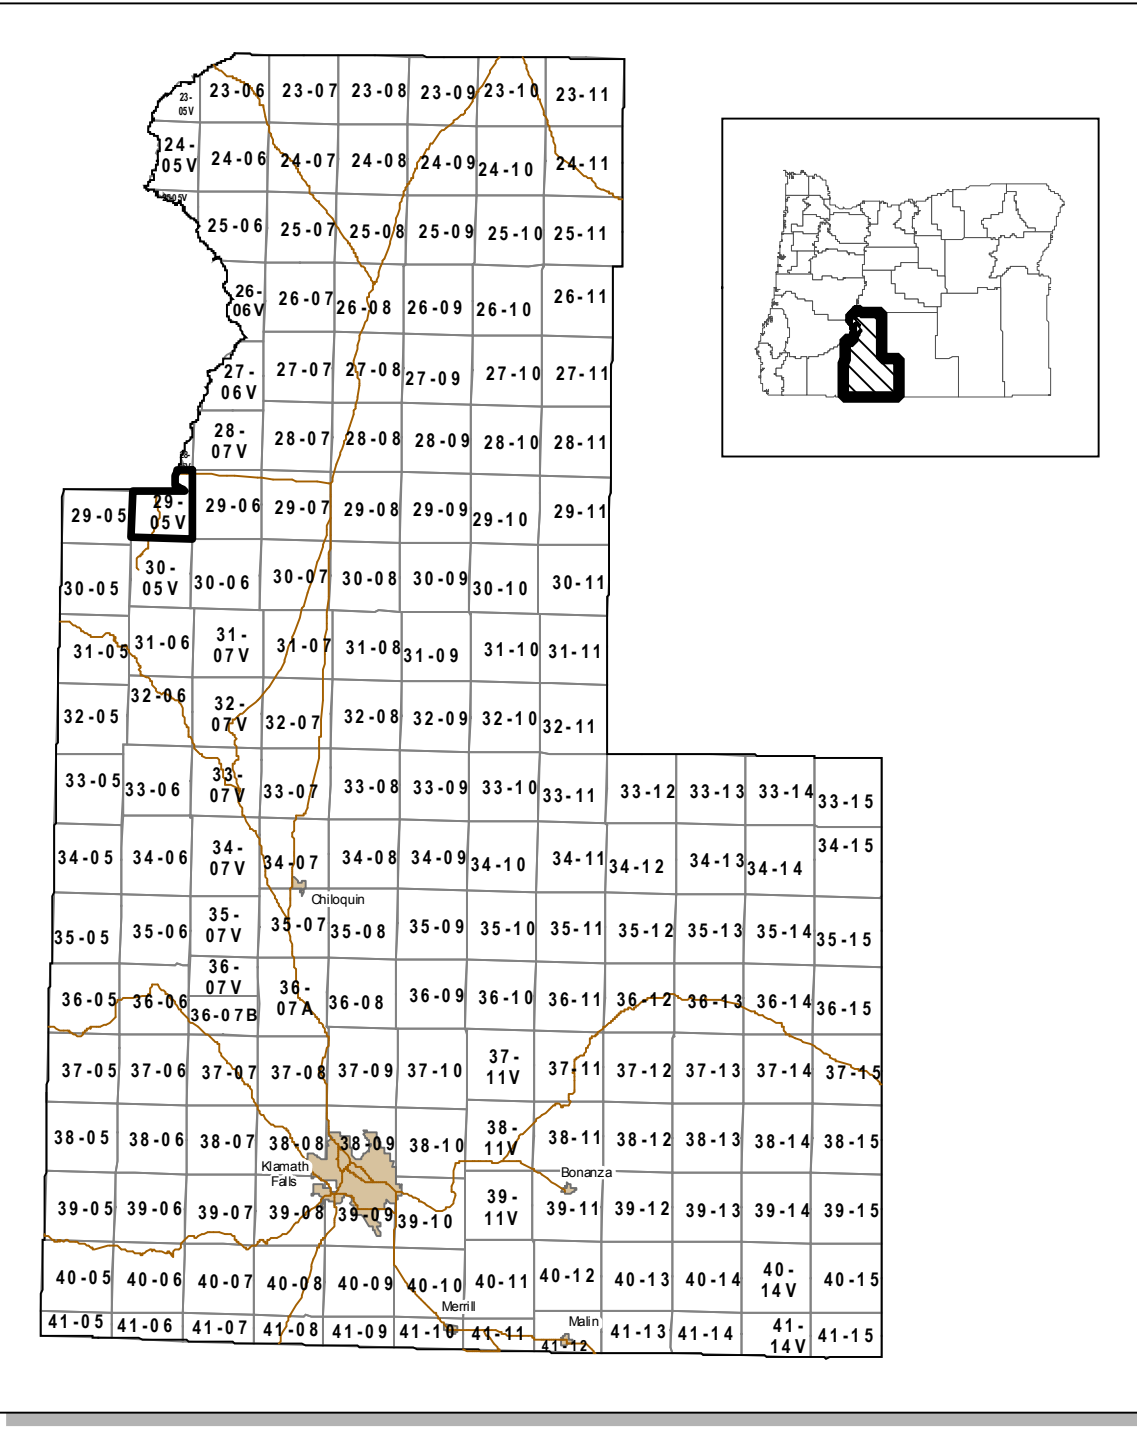 23-06 23-07 23-08 23-09 23-10 23-11
23-
05V
24-
05V
24-06 24-07 24-08 24-09 24-10 24-11
25-06 25-07 25-08 25-09 25-10 25-11
26-
06V
26-07 26-08 26-09 26-10 26-11
27-
06V
27-07 27-08 27-09 27-10 27-11
28-
07V
28-07 28-08 28-09 28-10 28-11
29-05
29-
05V
29-06 29-07 29-08 29-09 29-10 29-11
30-05
30-
05V
30-06 30-07 30-08 30-09 30-10 30-11
31-05 31-06
31-
07V
31-07 31-08 31-09 31-10 31-11
32-05 32-06
32-
07V
32-07 32-08 32-09 32-10 32-11
33-05 33-06
33-
07V
33-07 33-08 33-09 33-10 33-11 33-12 33-13 33-14 33-15
34-05 34-06
34-
07V
34-07 34-08 34-09 34-10 34-11 34-12 34-13 34-14 34-15
Chiloquin
35-05 35-06
35-
07V
35-07 35-08 35-09 35-10 35-11 35-12 35-13 35-14 35-15
36-05 36-06
36-
07V
36-07B
36-
07A
36-08 36-09 36-10 36-11 36-12 36-13 36-14 36-15
37-05 37-06 37-07 37-08 37-09 37-10
37-
11V
37-11 37-12 37-13 37-14 37-15
38-05 38-06 38-07 38-08 38-09 38-10
38-
11V
38-11 38-12 38-13 38-14 38-15
Klamath
Falls
Bonanza
39-05 39-06 39-07 39-08 39-09 39-10
39-
11V
39-11 39-12 39-13 39-14 39-15
40-05 40-06 40-07 40-08 40-09 40-10 40-11 40-12 40-13 40-14
40-
14V
40-15
Merrill
Malin
41-05 41-06 41-07 41-08 41-09 41-10 41-11 41-12 41-13 41-14
41-
14V
41-15